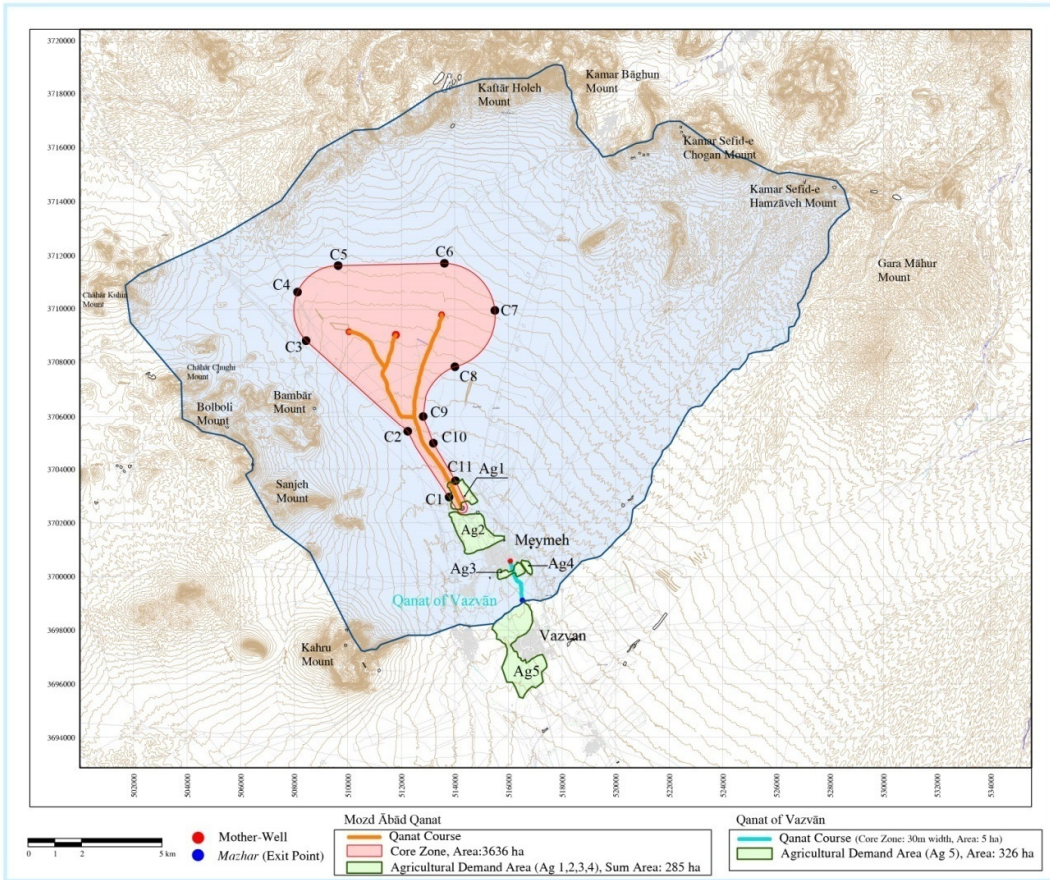 3720000
3718000
3716000
3714000
3712000
3710000
3708000
3706000
3704000
3702000
3700000
3698000
3696000
3694000
Kamar Bāghun
Mount
Kaftār Holeh
Mount
Kamar Sefid-e
Chogan Mount
Kamar Sefid-e
Hamzāveh Mount
Gara Māhur
Mount
C6
C5
C4
C7
Chāhār Kshin
Mount
C3
C8
Chāhār Chughi
Mount
Bambār
Mount
Bolboli
Mount
C9
C2
C10
C11
Ag1
Sanjeh
Mount
C1
Ag2
Meymeh
Ag3
Ag4
Qanat of Vazvān
Vazvan
Kahru
Mount
Ag5
502000
504000
506000
508000
510000
512000
514000
516000
518000
520000
522000
524000
526000
528000
530000
532000
534000
0 1 2 5 km
Mother-Well
Mazhar (Exit Point)
Mozd Ābād Qanat
Qanat Course
Core Zone, Area:3636 ha
Agricultural Demand Area (Ag 1,2,3,4), Sum Area: 285 ha
Qanat of Vazvān
Qanat Course (Core Zone: 30m width, Area: 5 ha)
Agricultural Demand Area (Ag 5), Area: 326 ha